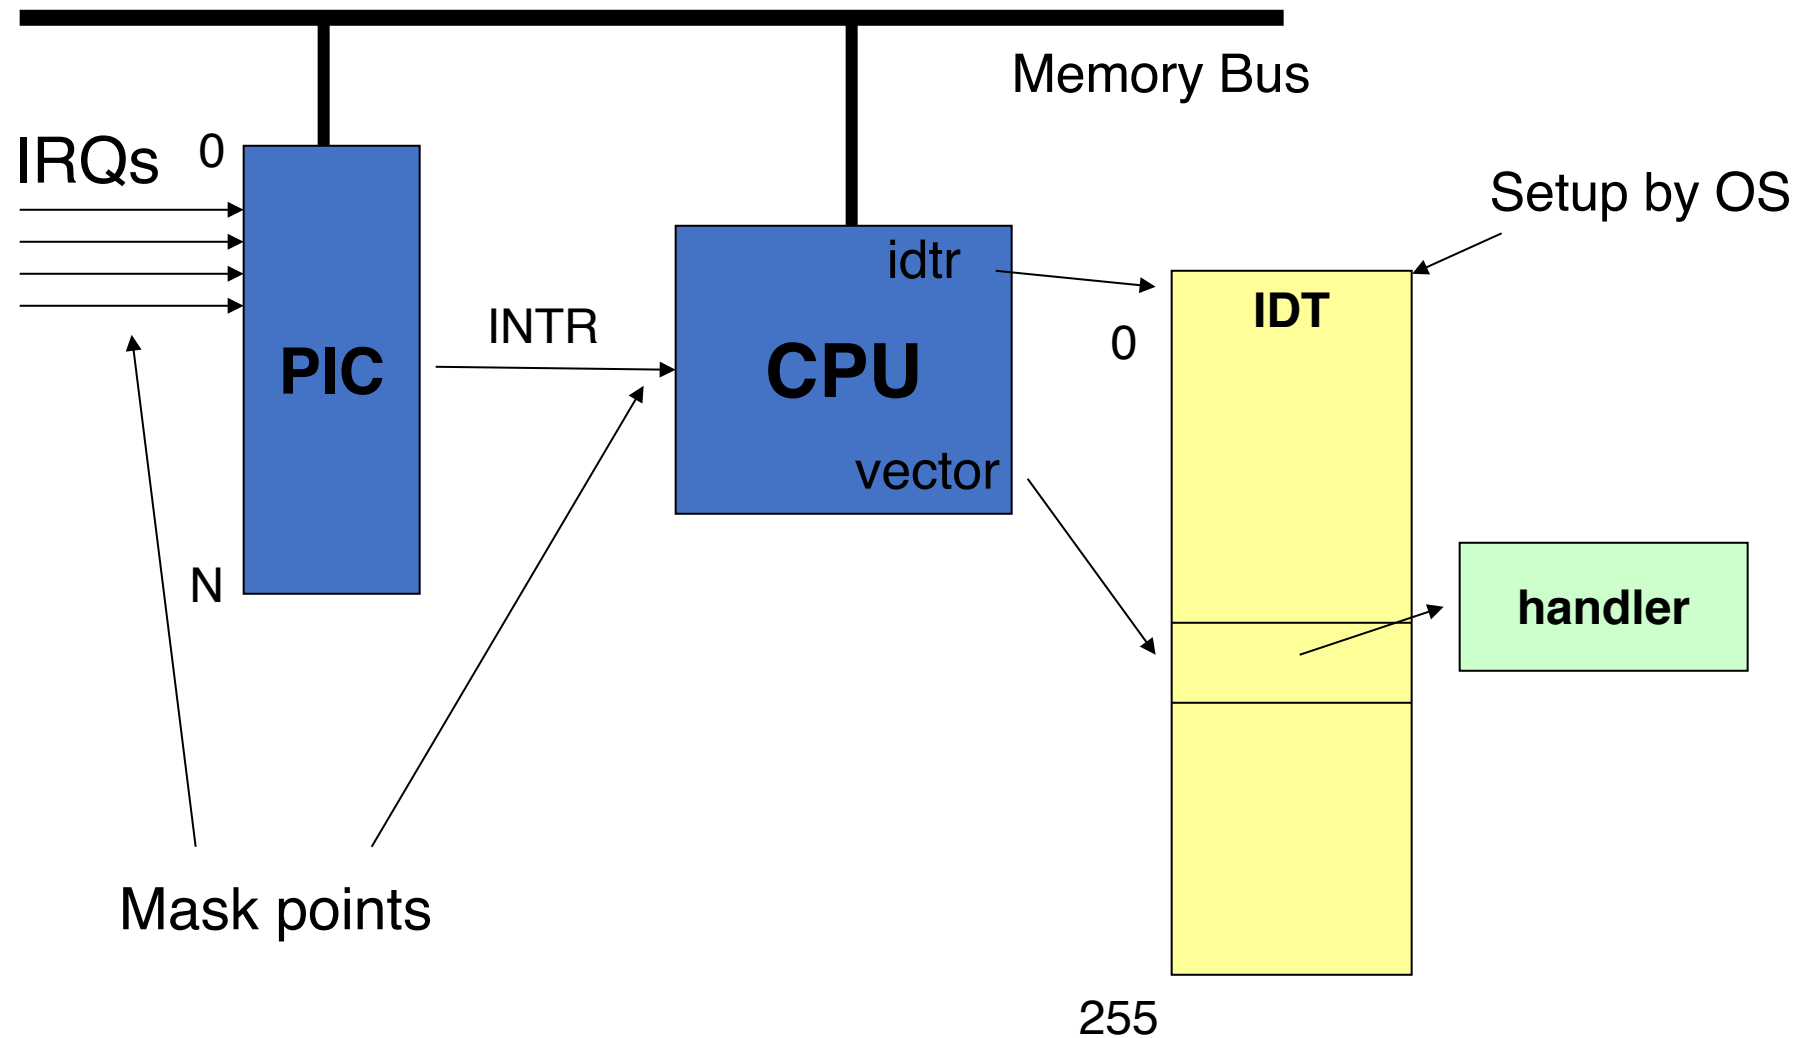 Memory Bus
IRQs
0
Setup by OS
idtr
IDT
INTR
0
PIC
CPU
vector
N
handler
Mask points
255